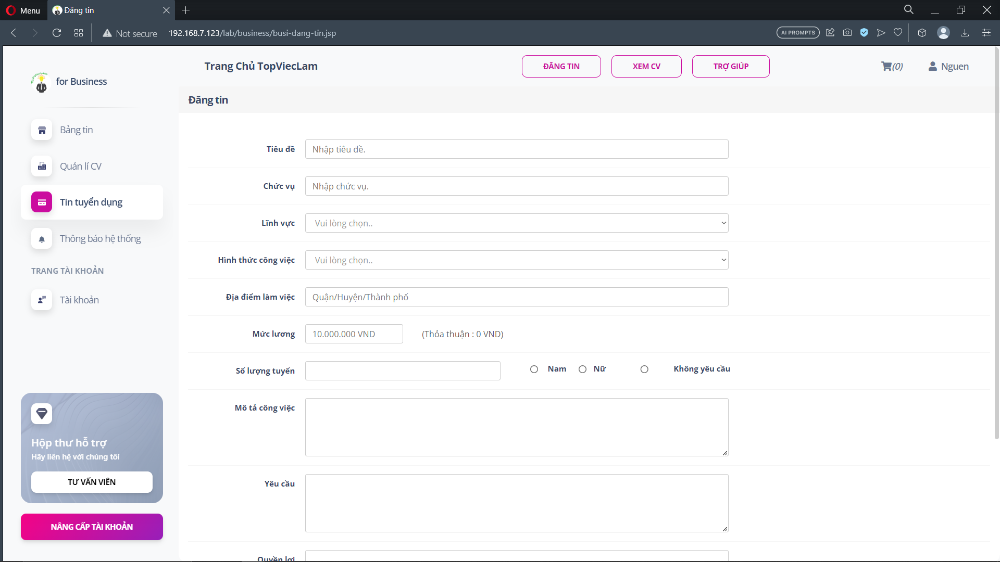 Menu
Đăng tin
Not secure
192.168.7.123/lab/business/busi-dang-tin.jsp
AI PROMPTS
TOPViecLam
for Business
Trang Chủ TopViecLam
ĐĂNG TIN
XEM CV
TRỢ GIÚP
(0)
Nguen
Đăng tin
Bảng tin
Quản lí CV
Tin tuyển dụng
Thông báo hệ thống
TRANG TÀI KHOẢN
Tài khoản
Hộp thư hỗ trợ
Hãy liên hệ với chúng tôi
TƯ VẤN VIÊN
NÂNG CẤP TÀI KHOẢN
Tiêu đề
Nhập tiêu đề.
Chức vụ
Nhập chức vụ.
Lĩnh vực
Vui lòng chọn..
Hình thức công việc
Vui lòng chọn..
Địa điểm làm việc
Quận/Huyện/Thành phố
Mức lương
10.000.000 VND
(Thỏa thuận : 0 VND)
Số lượng tuyển
Nam
Nữ
Không yêu cầu
Mô tả công việc
Yêu cầu
Quyền lợi